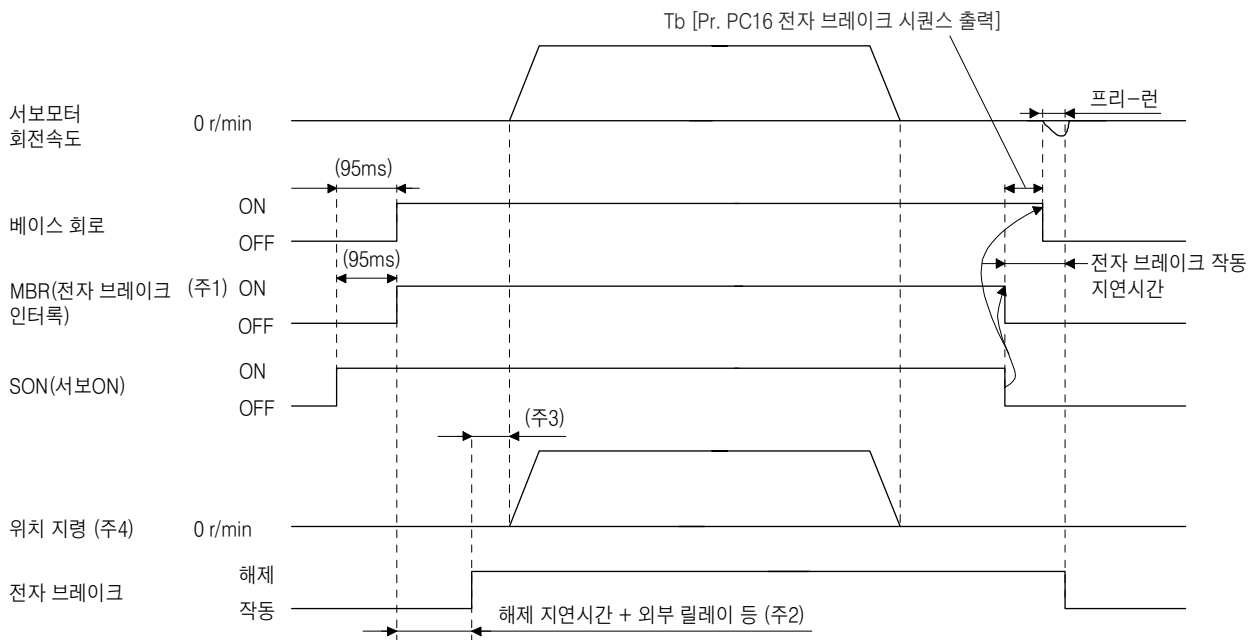 Tb [Pr. PC16 전자 브레이크 시퀀스 출력]
프리-런
서보모터
회전속도
0 r/min
(95ms)
베이스 회로
ON
OFF
(95ms)
전자 브레이크 작동
지연시간
MBR(전자 브레이크 (주1)
인터록)
ON
OFF
SON(서보ON)
ON
OFF
(주3)
위치 지령 (주4)
0 r/min
전자 브레이크
해제
작동
해제 지연시간 + 외부 릴레이 등 (주2)